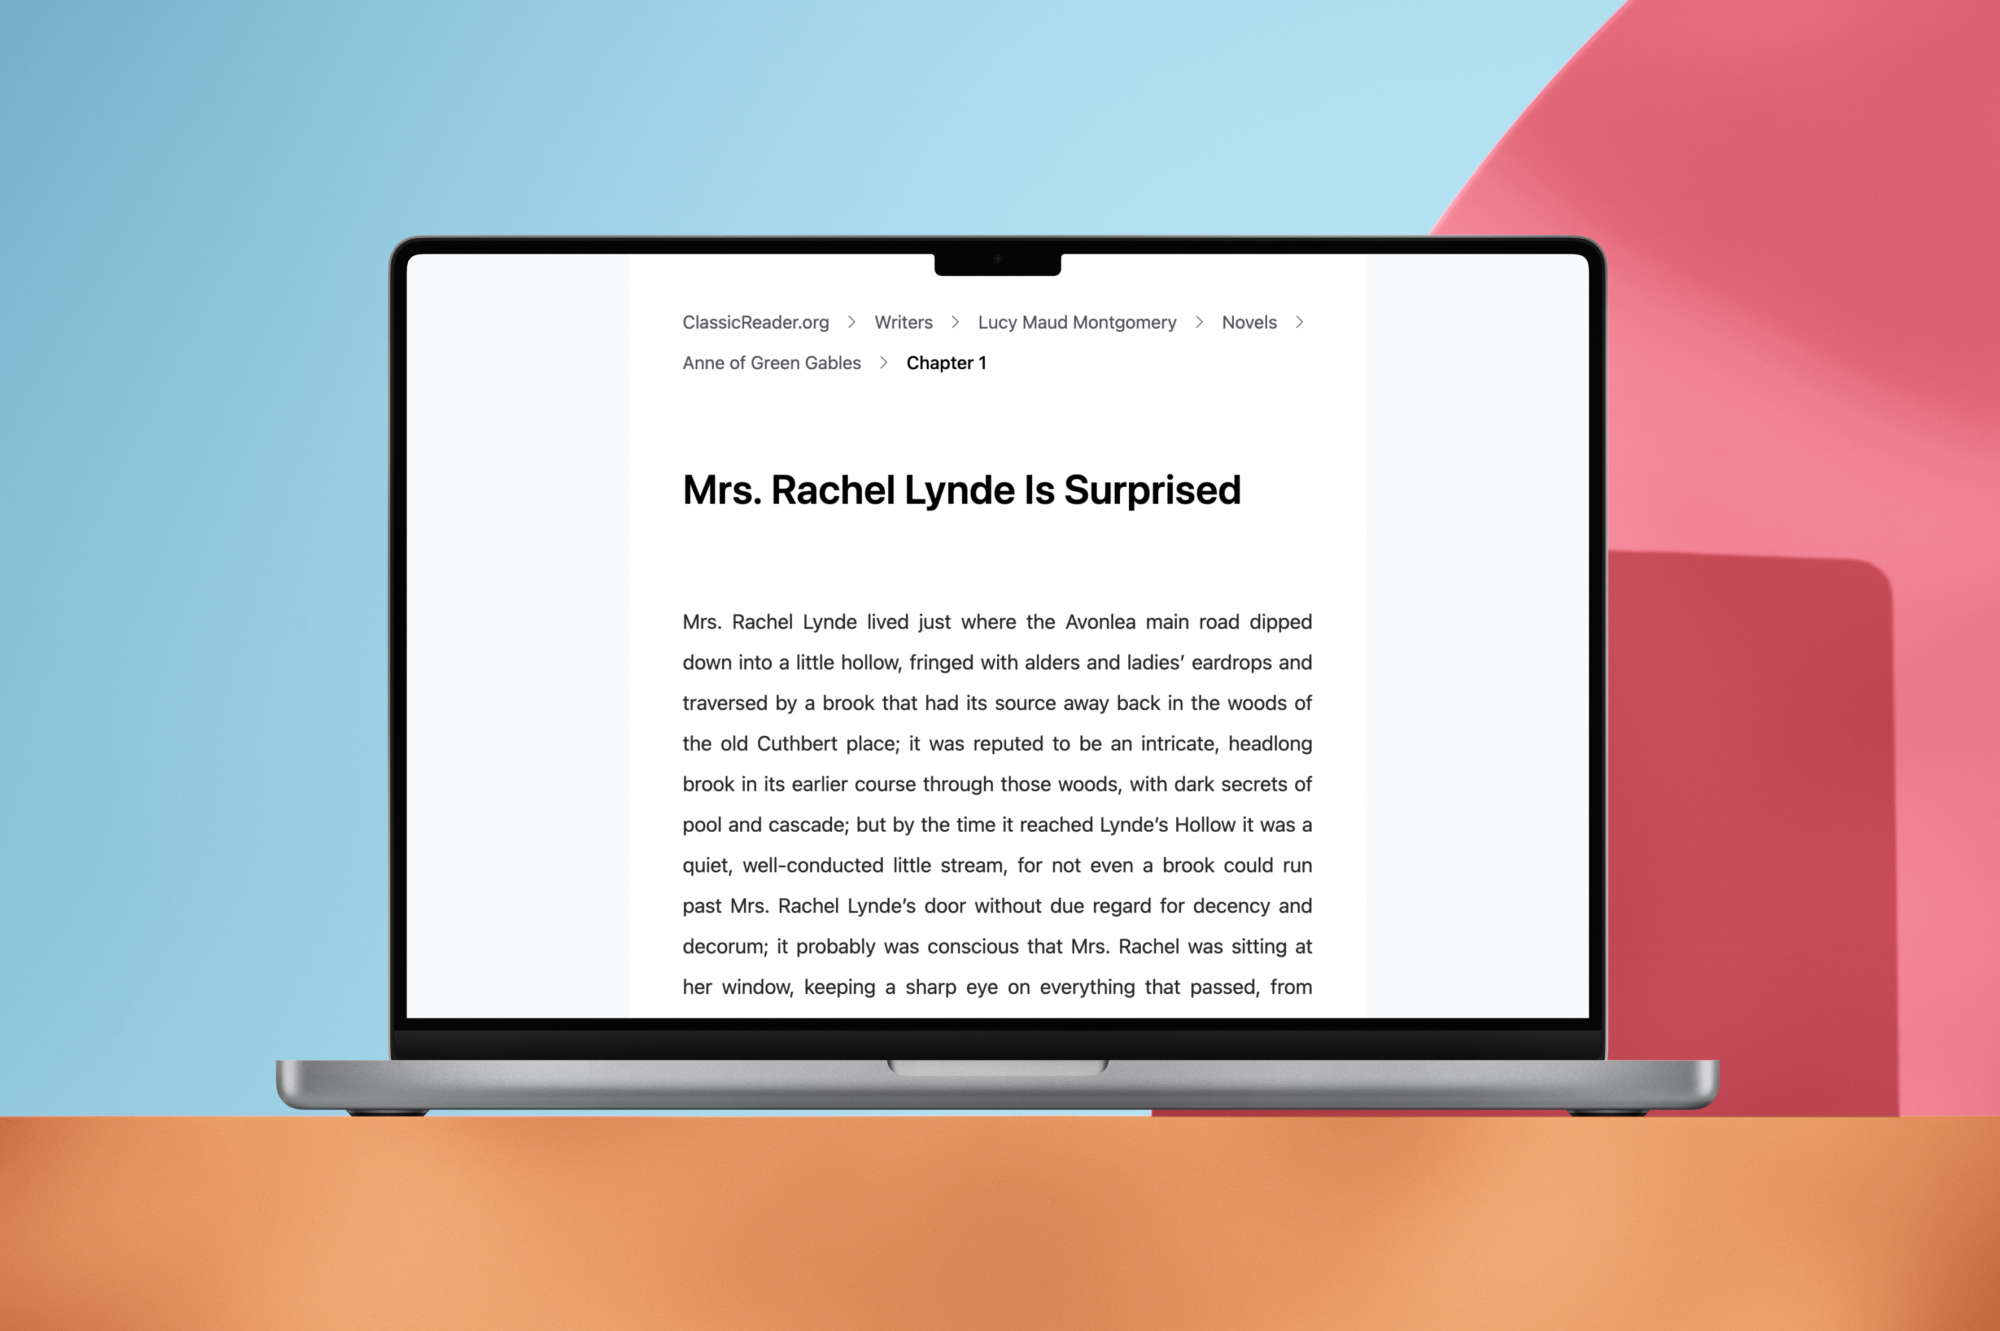 ClassicReader.org > Writers > Lucy Maud Montgomery > Novels >
Anne of Green Gables > Chapter 1
Mrs. Rachel Lynde Is Surprised
Mrs. Rachel Lynde lived just where the Avonlea main road dipped
down into a little hollow, fringed with alders and ladies’ eardrops and
traversed by a brook that had its source away back in the woods of
the old Cuthbert place; it was reputed to be an intricate, headlong
brook in its earlier course through those woods, with dark secrets of
pool and cascade; but by the time it reached Lynde’s Hollow it was a
quiet, well-conducted little stream, for not even a brook could run
past Mrs. Rachel Lynde’s door without due regard for decency and
decorum; it probably was conscious that Mrs. Rachel was sitting at
her window, keeping a sharp eye on everything that passed, from